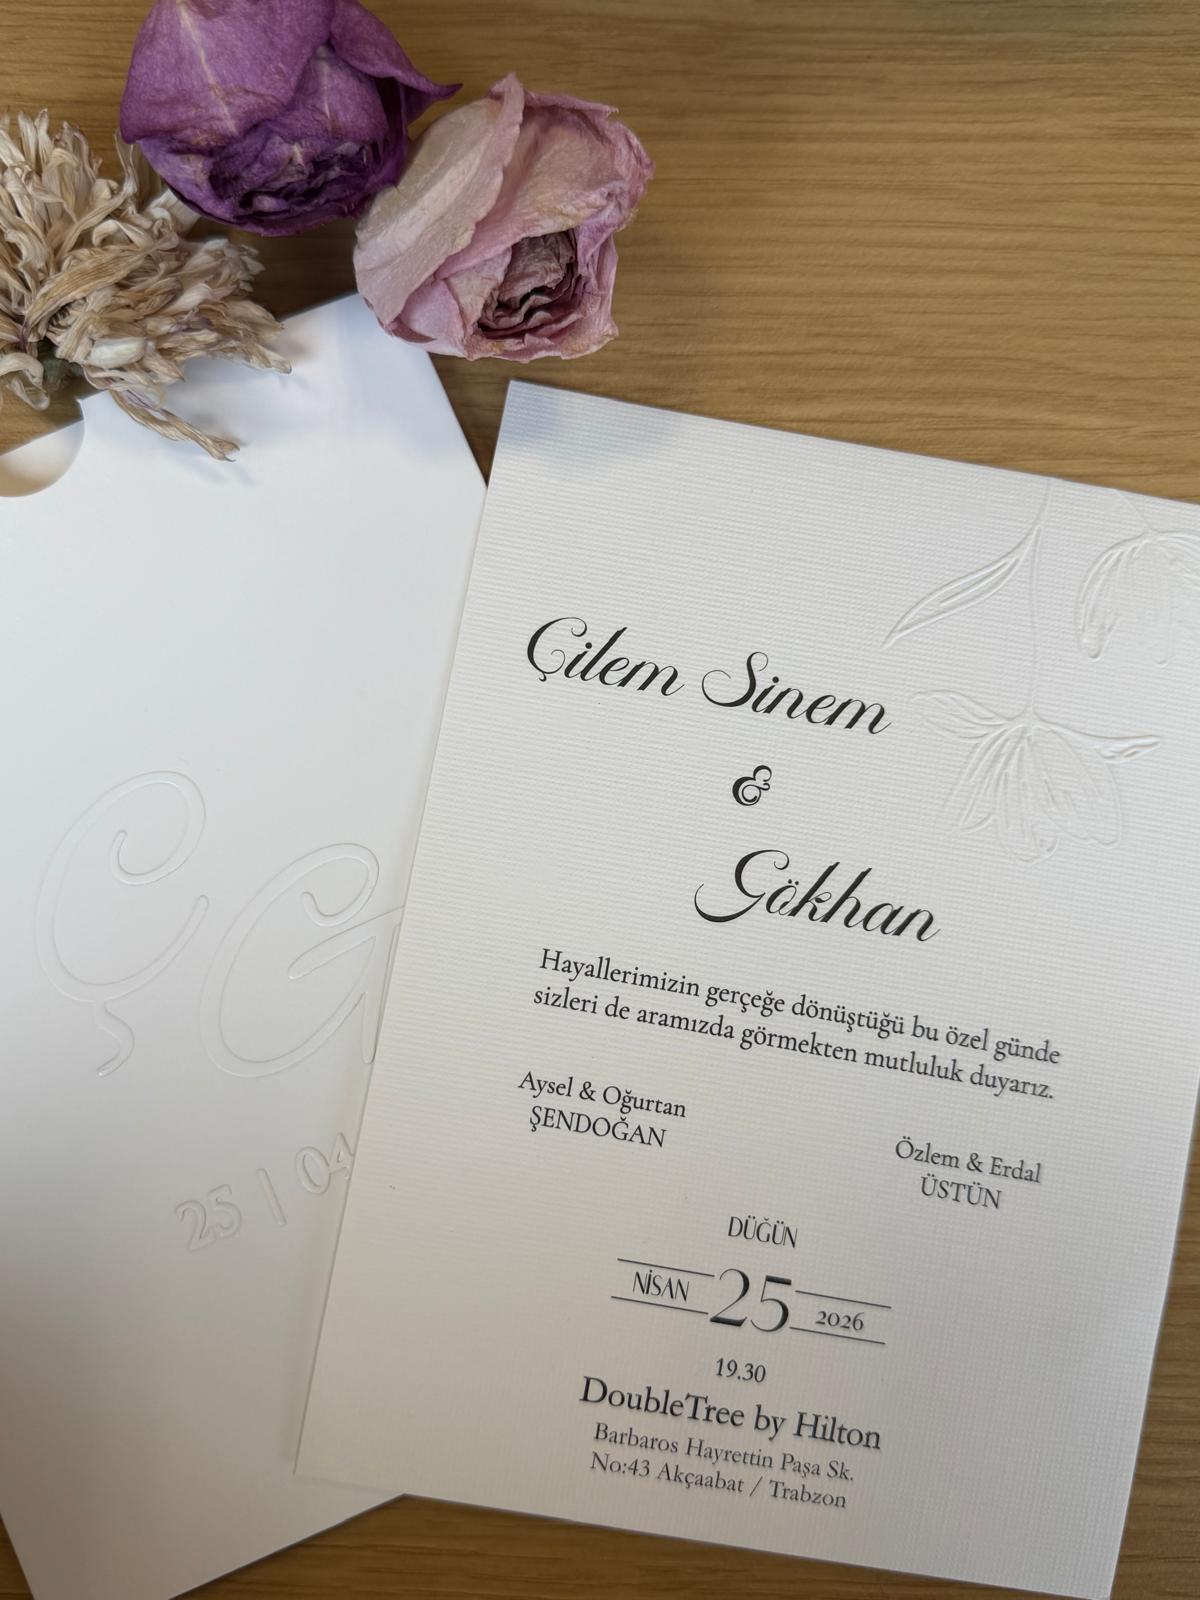 Çilem Sinem
&
Gökhan
Hayallerimizin gerçeğe dönüştüğü bu özel günde
sizleri de aramızda görmekten mutluluk duyarız.
Aysel & Oğurtan
ŞENDOĞAN
Özlem & Erdal
ÜSTÜN
DÜĞÜN
NİSAN 25 2026
19.30
DoubleTree by Hilton
Barbaros Hayrettin Paşa Sk.
No:43 Akçaabat / Trabzon
Ç G
25 | 04